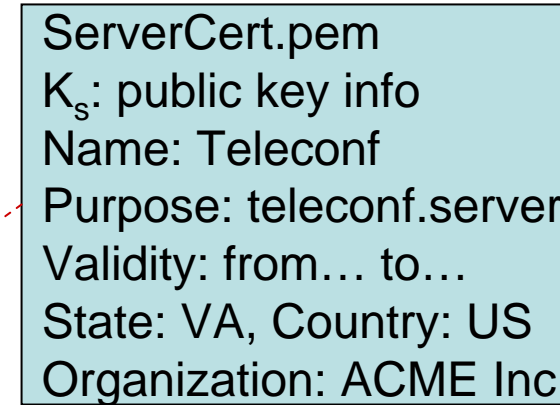 ServerCert.pem
Kₛ: public key info
Name: Teleconf
Purpose: teleconf.server
Validity: from… to…
State: VA, Country: US
Organization: ACME Inc